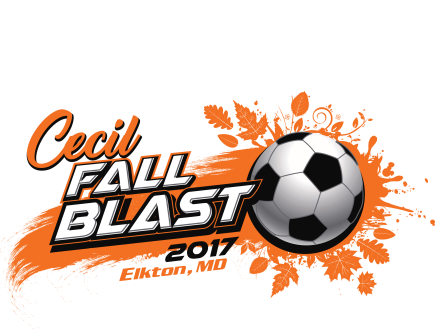 Cecil
FALL
BLAST
2017
Elkton, MD